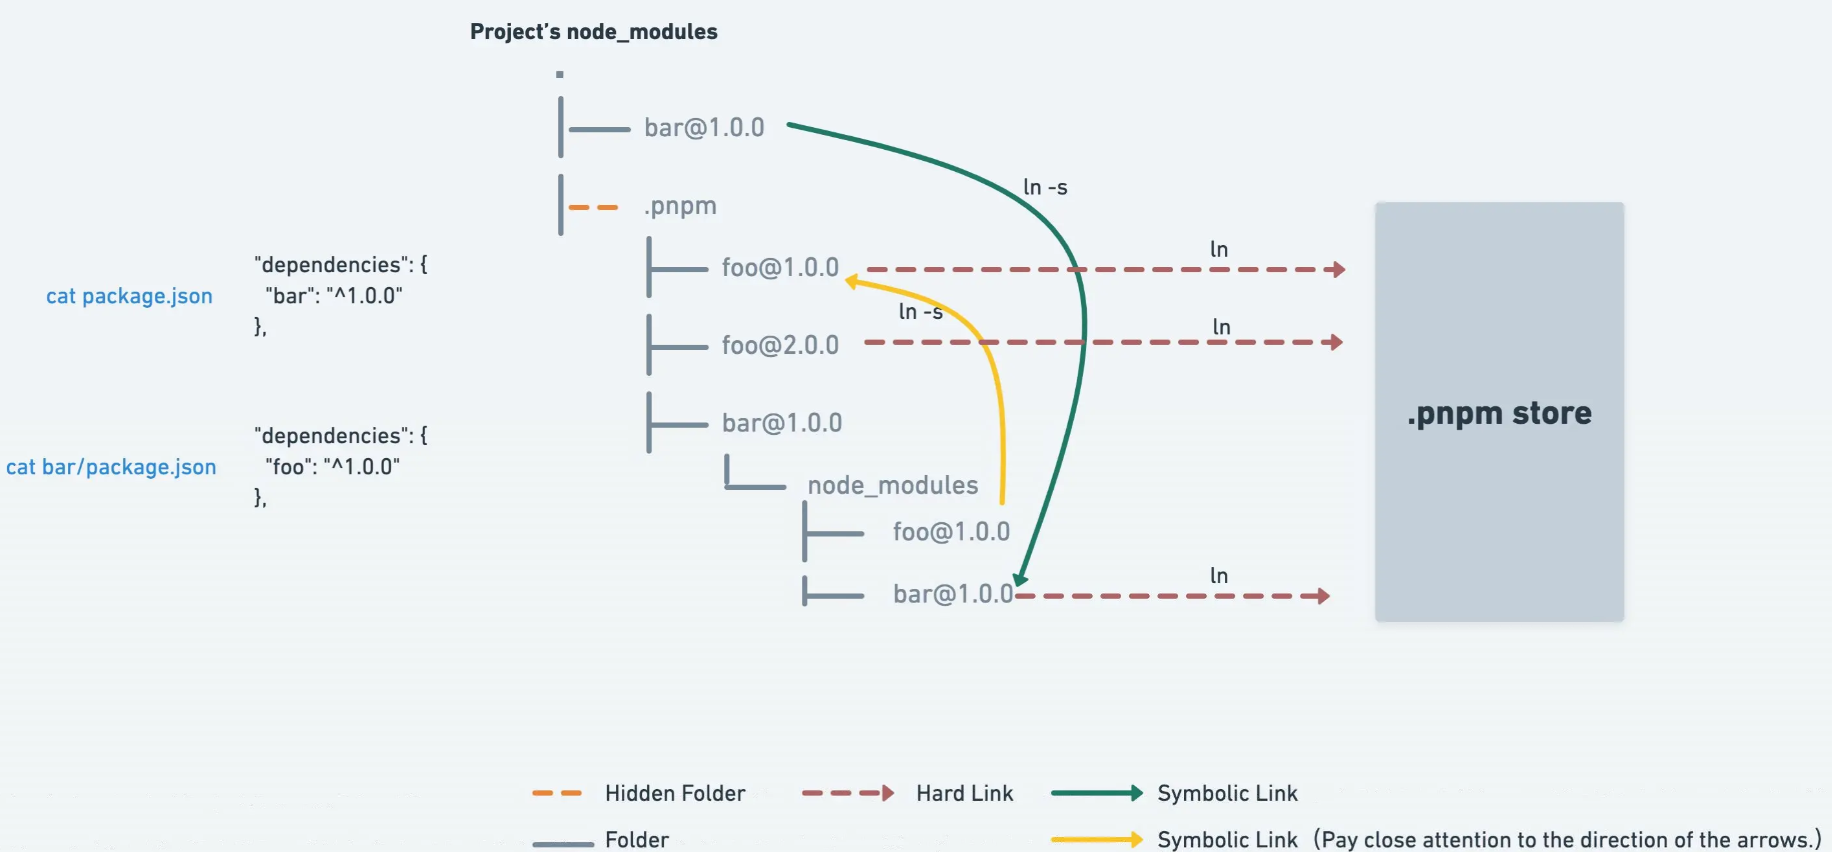 Project’s node_modules
.
bar@1.0.0
ln -s
.pnpm
foo@1.0.0
ln
ln -s
foo@2.0.0
ln
bar@1.0.0
node_modules
foo@1.0.0
bar@1.0.0
ln
cat package.json
"dependencies": {
"bar": "^1.0.0"
},
cat bar/package.json
"dependencies": {
"foo": "^1.0.0"
},
.pnpm store
Hidden Folder
Hard Link
Symbolic Link
Folder
Symbolic Link (Pay close attention to the direction of the arrows.)